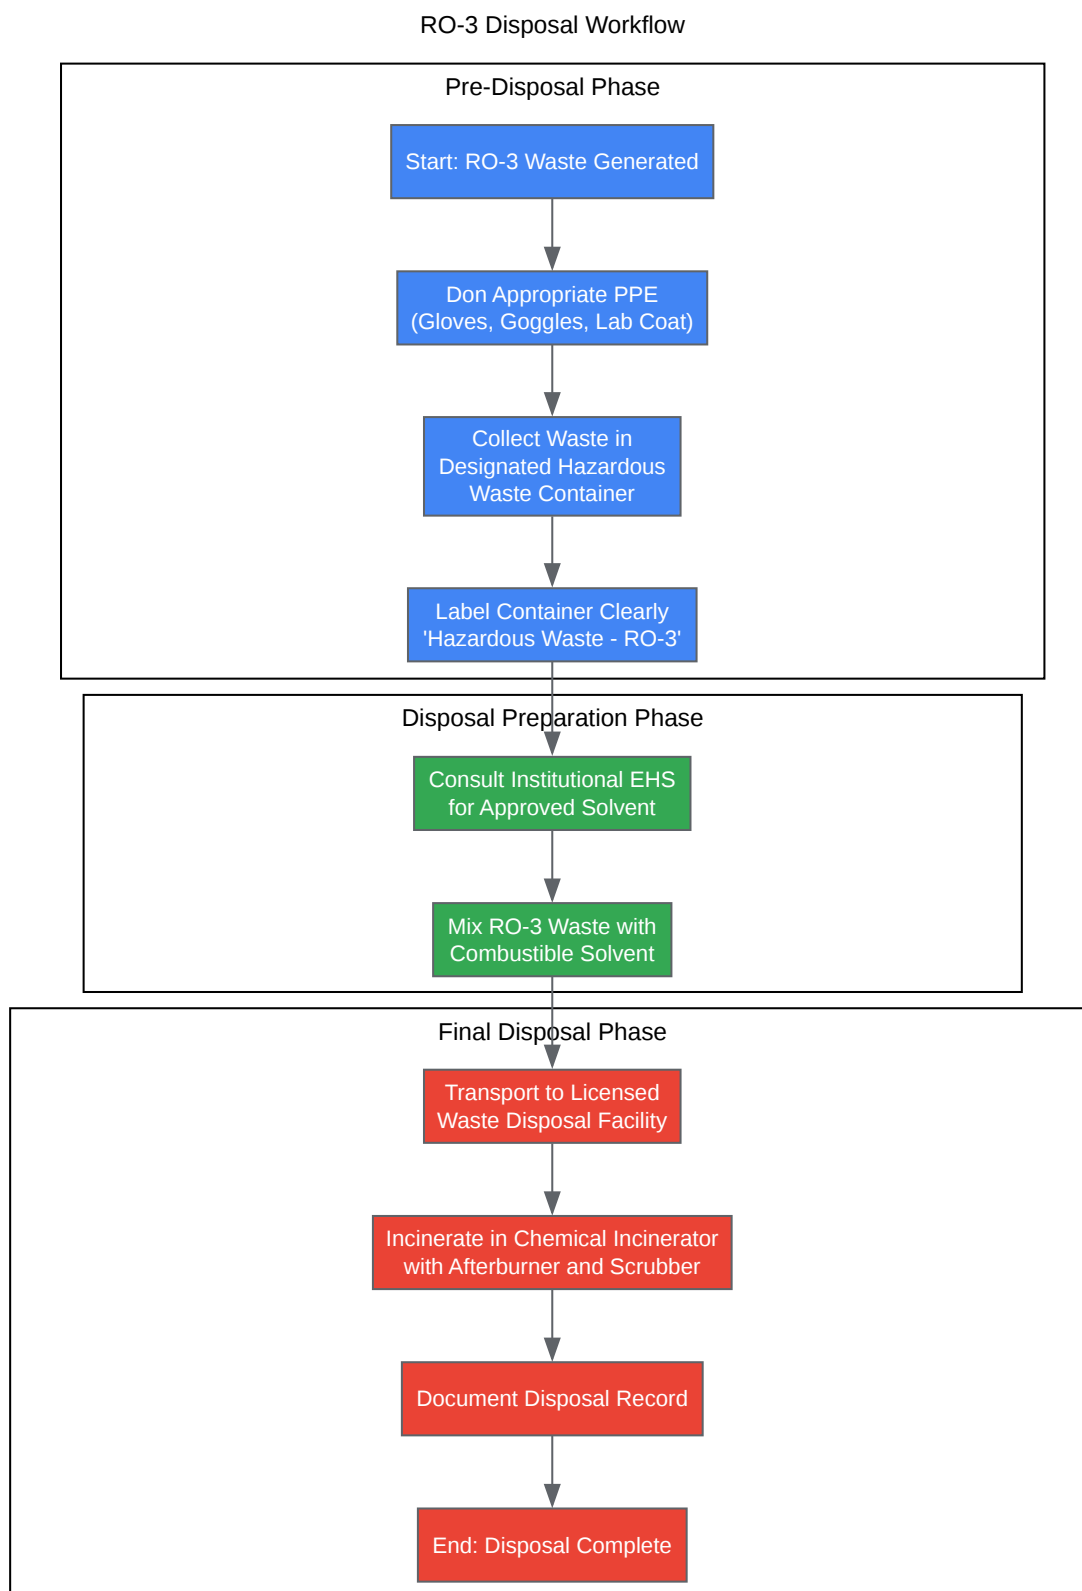 RO-3 Disposal Workflow
Pre-Disposal Phase
Start: RO-3 Waste Generated
Don Appropriate PPE
(Gloves, Goggles, Lab Coat)
Collect Waste in
Designated Hazardous
Waste Container
Label Container Clearly
'Hazardous Waste - RO-3'
Disposal Preparation Phase
Consult Institutional EHS
for Approved Solvent
Mix RO-3 Waste with
Combustible Solvent
Final Disposal Phase
Transport to Licensed
Waste Disposal Facility
Incinerate in Chemical Incinerator
with Afterburner and Scrubber
Document Disposal Record
End: Disposal Complete